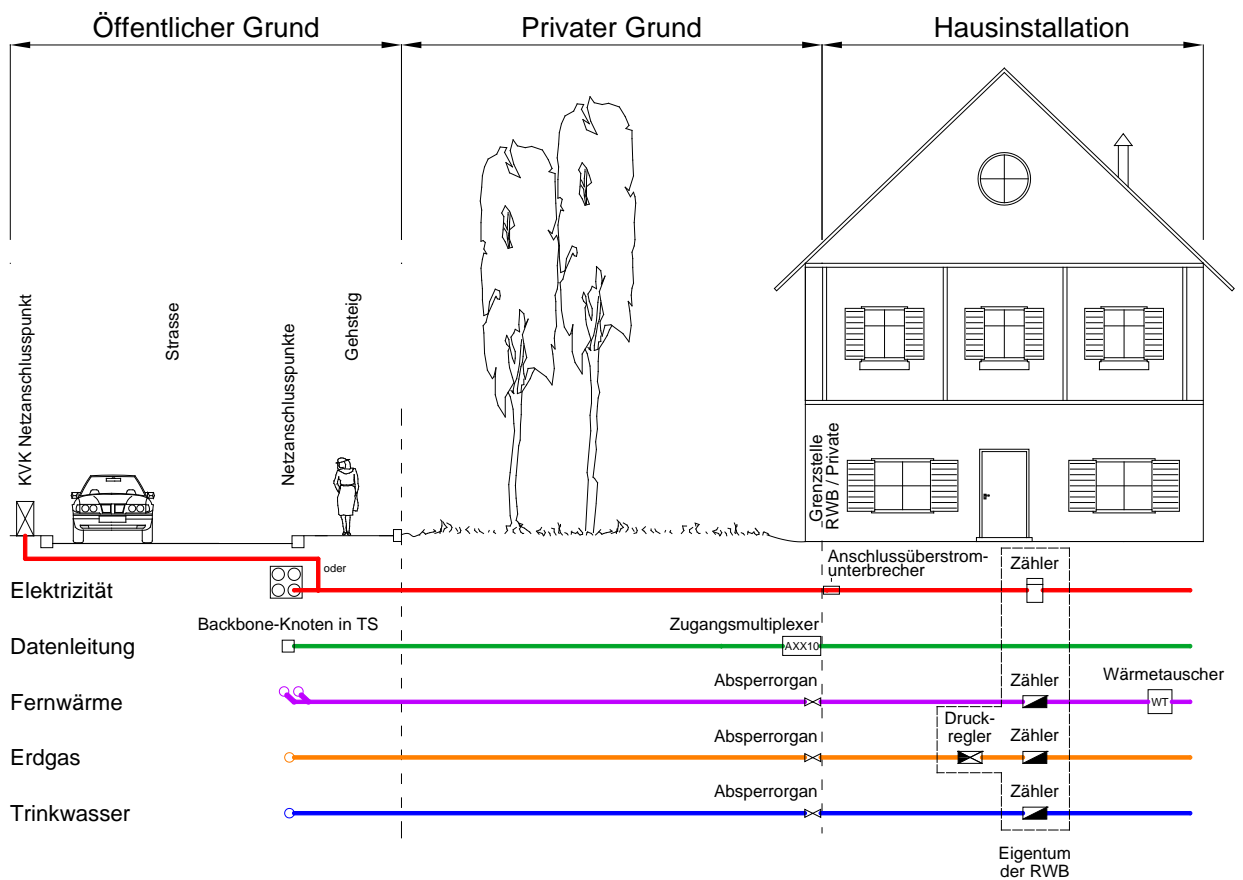 Öffentlicher Grund
Privater Grund
Hausinstallation
KVK Netzanschlusspunkt
Strasse
Netzanschlusspunkte
Gehsteig
Grenzstelle
RWB / Private
oder
Anschlussüberstrom-
unterbrecher
Zähler
Elektrizität
Backbone-Knoten in TS
Zugangsmultiplexer
Datenleitung
AXX10
Absperrorgan
Zähler
Wärmetauscher
Fernwärme
WT
Druck-
regler
Absperrorgan
Zähler
Erdgas
Absperrorgan
Zähler
Trinkwasser
Eigentum
der RWB